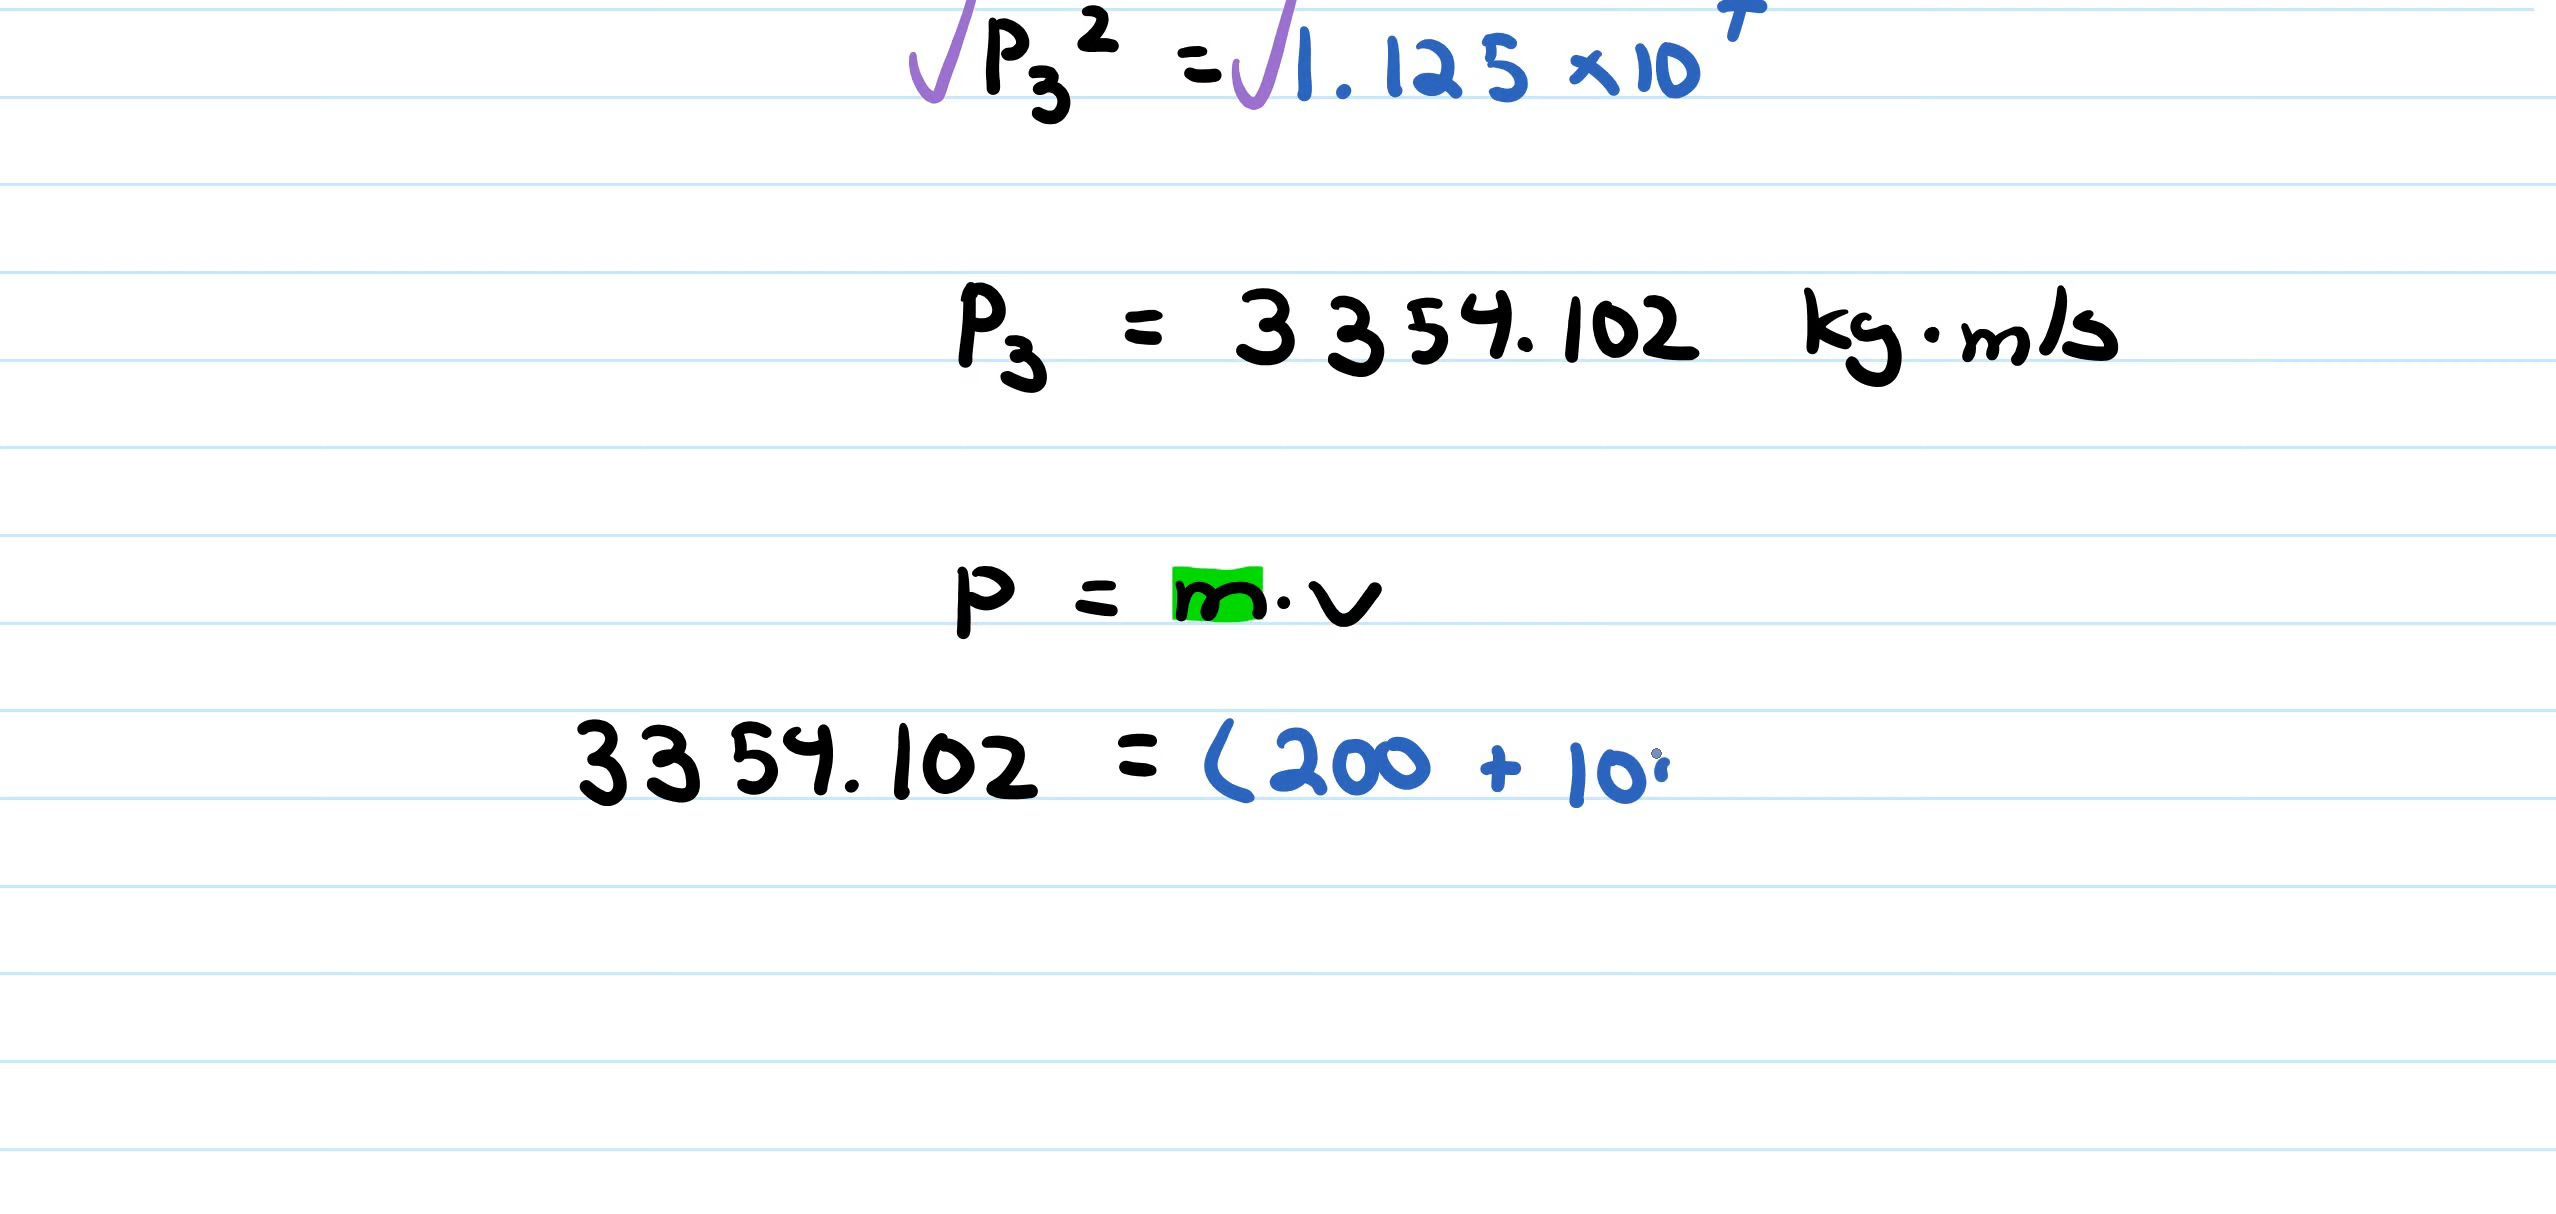 √P₃² = √1.125 ×10⁷
P₃ = 3354.102 kg·m/s
P = m·v
3354.102 = (200 + 10